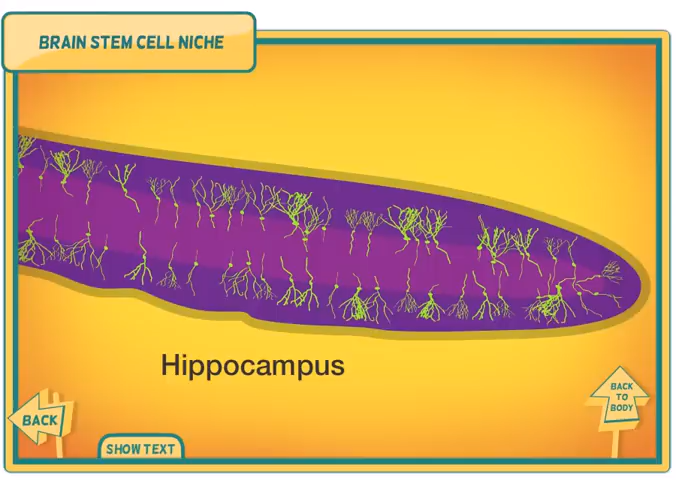 BRAIN STEM CELL NICHE
Hippocampus
BACK
SHOW TEXT
BACK
TO
BODY